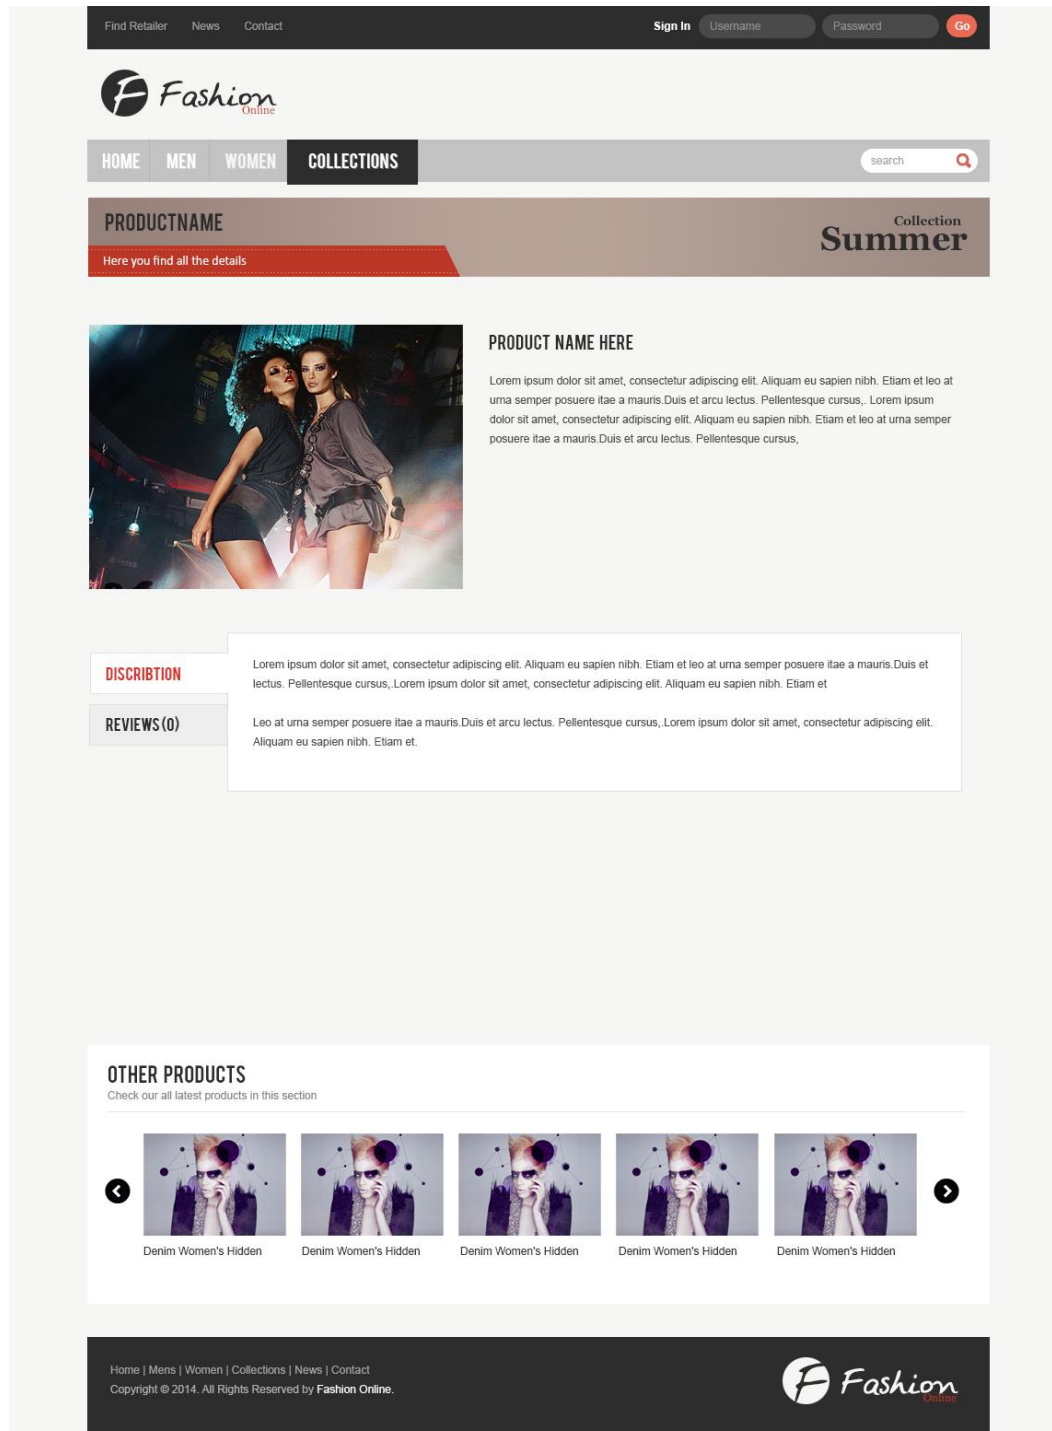 Find Retailer News Contact Sign In Username Password Go
Fashion
Online
HOME MEN WOMEN COLLECTIONS search
PRODUCTNAME
Collection
Summer
Here you find all the details
PRODUCT NAME HERE
Lorem ipsum dolor sit amet, consectetur adipiscing elit. Aliquam eu sapien nibh. Etiam et leo at
urna semper posuere itae a mauris.Duis et arcu lectus. Pellentesque cursus,. Lorem ipsum
dolor sit amet, consectetur adipiscing elit. Aliquam eu sapien nibh. Etiam et leo at urna semper
posuere itae a mauris.Duis et arcu lectus. Pellentesque cursus,
DISCRIBTION
REVIEWS (0)
Lorem ipsum dolor sit amet, consectetur adipiscing elit. Aliquam eu sapien nibh. Etiam et leo at urna semper posuere itae a mauris.Duis et
lectus. Pellentesque cursus,.Lorem ipsum dolor sit amet, consectetur adipiscing elit. Aliquam eu sapien nibh. Etiam et
Leo at urna semper posuere itae a mauris.Duis et arcu lectus. Pellentesque cursus,.Lorem ipsum dolor sit amet, consectetur adipiscing elit.
Aliquam eu sapien nibh. Etiam et.
OTHER PRODUCTS
Check our all latest products in this section
Denim Women's Hidden Denim Women's Hidden Denim Women's Hidden Denim Women's Hidden Denim Women's Hidden
Home | Mens | Women | Collections | News | Contact
Copyright © 2014. All Rights Reserved by Fashion Online.
Fashion
Online